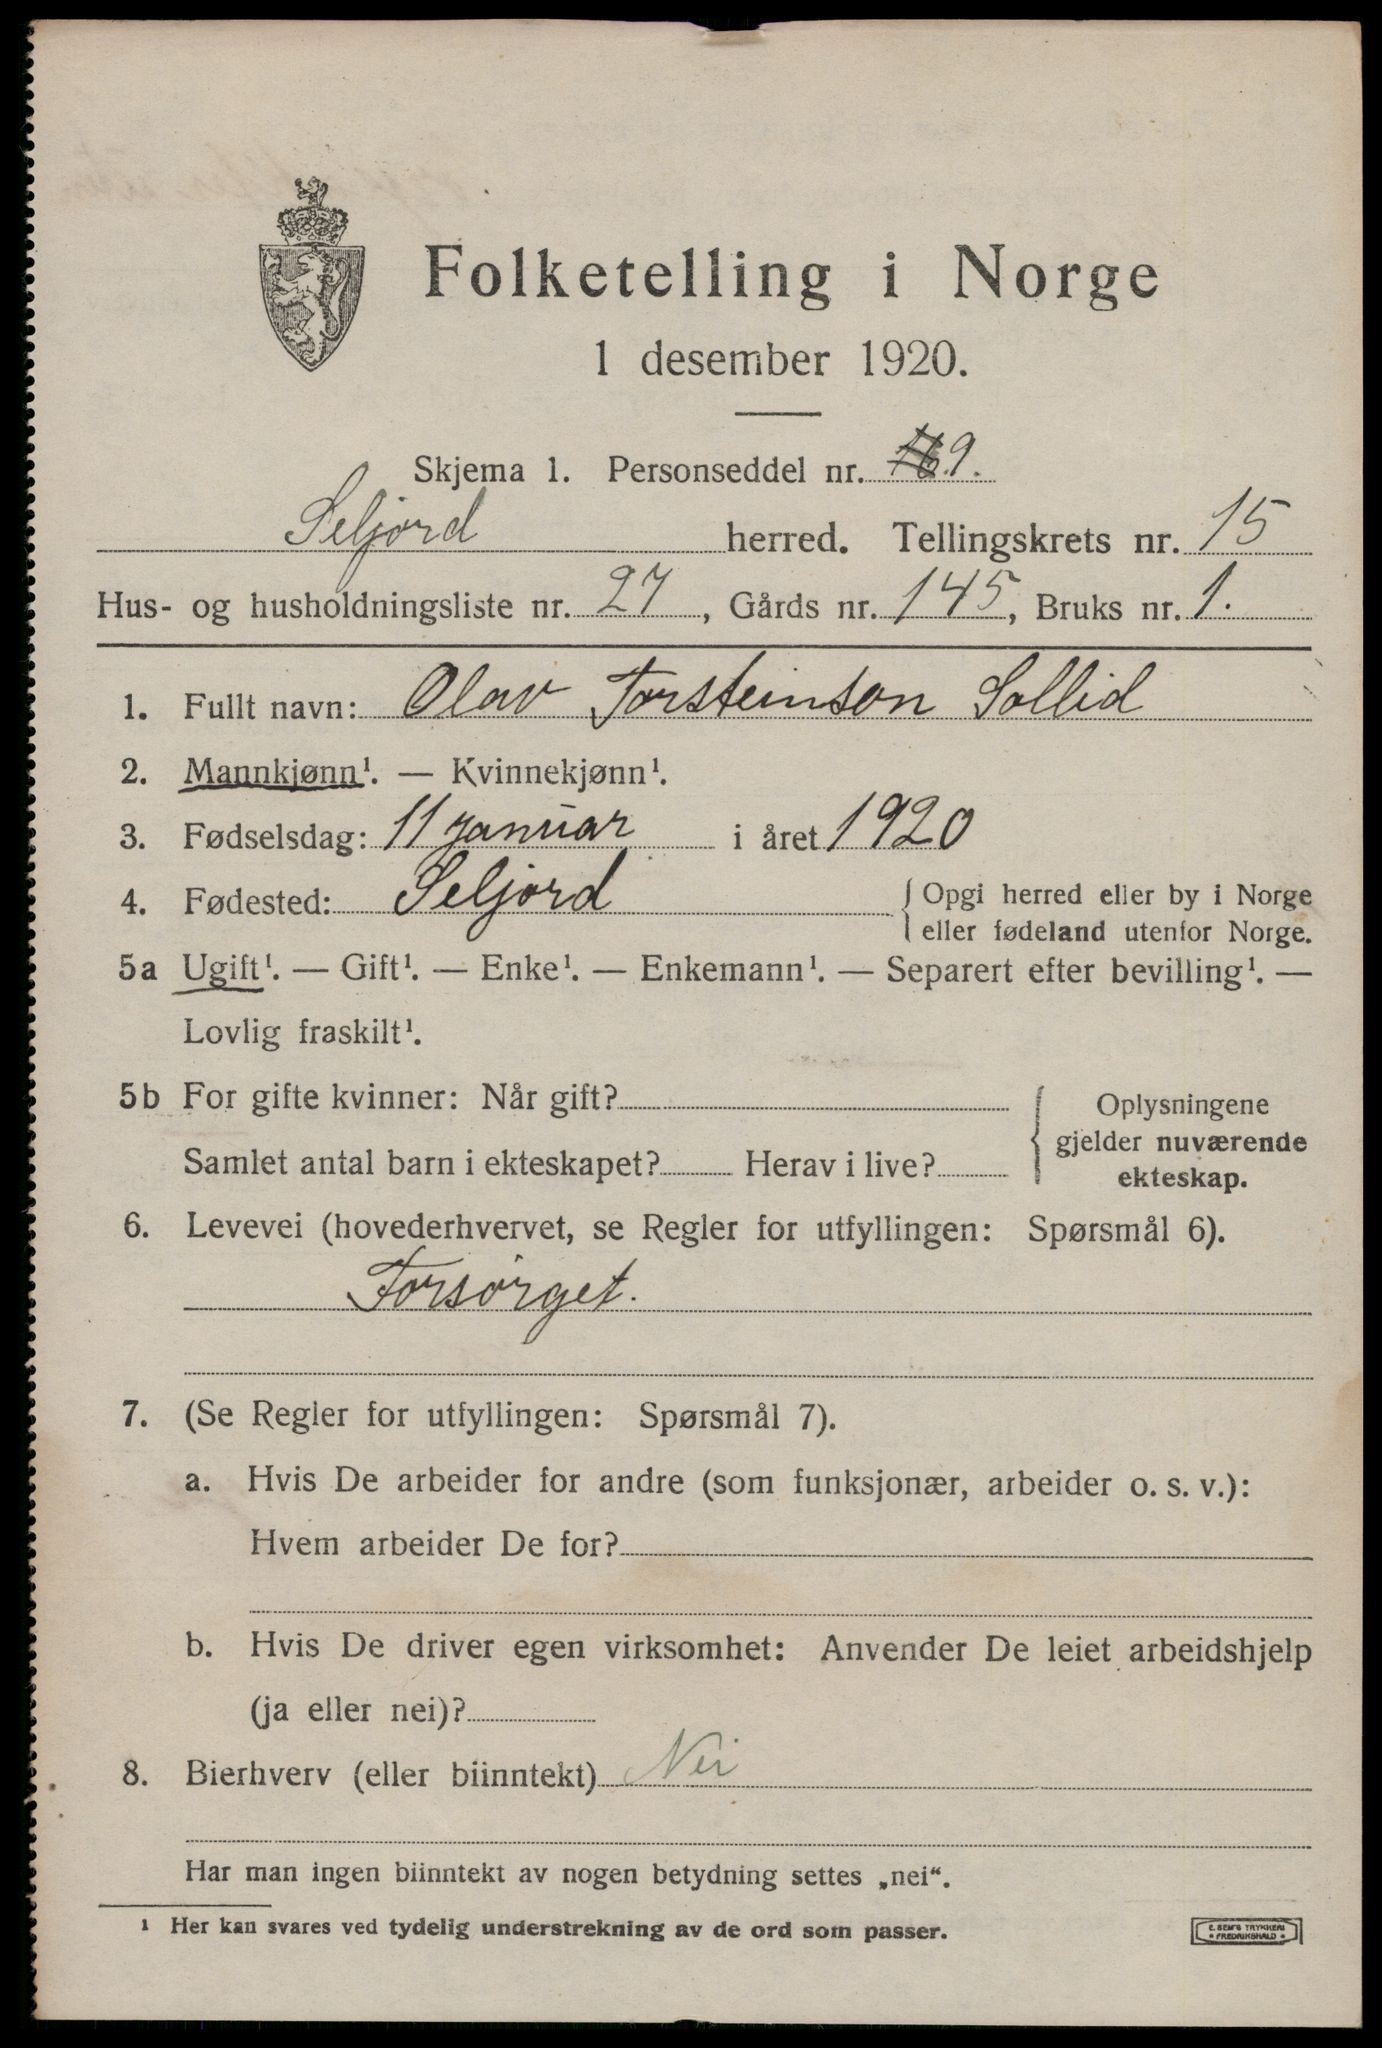 Folketelling i Norge
1 desember 1920.
Skjema 1. Personseddel nr. 9.
Seljord herred. Tellingskrets nr. 15
Hus- og husholdningsliste nr. 27, Gårds nr. 145, Bruks nr. 1.
1. Fullt navn: Olav Torsteinson Sollid
2. Mannkjønn¹. — Kvinnekjønn¹.
3. Fødselsdag: 11 januar i året 1920
4. Fødested: Seljord { Opgi herred eller by i Norge
eller fødeland utenfor Norge.
5a Ugift¹. — Gift¹. — Enke¹. — Enkemann¹. — Separert efter bevilling¹. —
Lovlig fraskilt¹.
5b For gifte kvinner: Når gift?
Samlet antal barn i ekteskapet? Herav i live?
Oplysningene
gjelder nuværende
ekteskap.
6. Levevei (hovederhvervet, se Regler for utfyllingen: Spørsmål 6).
Forsørget.
7. (Se Regler for utfyllingen: Spørsmål 7).
a. Hvis De arbeider for andre (som funksjonær, arbeider o. s. v.):
Hvem arbeider De for?
b. Hvis De driver egen virksomhet: Anvender De leiet arbeidshjelp
(ja eller nei)?
8. Bierhverv (eller biinntekt) Nei
Har man ingen biinntekt av nogen betydning settes „nei“.
¹ Her kan svares ved tydelig understrekning av de ord som passer.
E. SEM'S TRYKKERI
FREDRIKSHALD